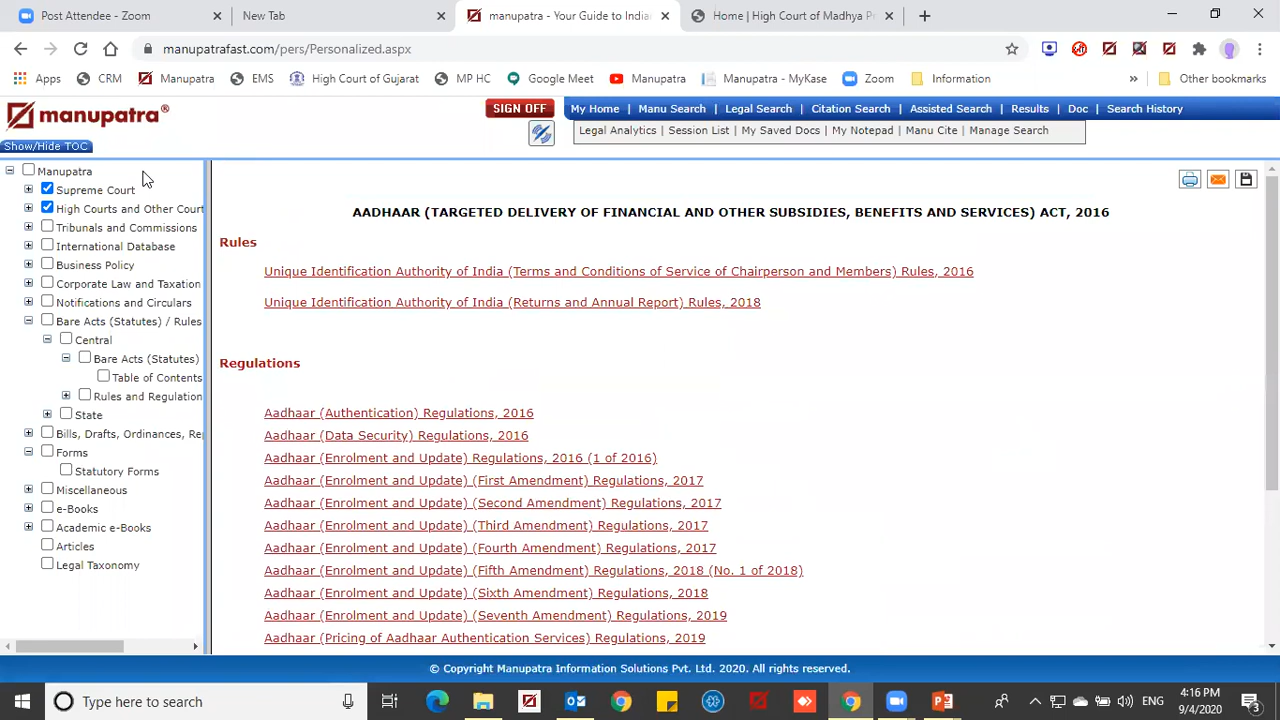 Post Attendee - Zoom
New Tab
manupatra - Your Guide to India
Home | High Court of Madhya Pr
manupatrafast.com/pers/Personalized.aspx
Apps
CRM
Manupatra
EMS
High Court of Gujarat
MP HC
Google Meet
Manupatra
Manupatra - MyKase
Zoom
Information
»
Other bookmarks
manupatra®
SIGN OFF
My Home | Manu Search | Legal Search | Citation Search | Assisted Search | Results | Doc | Search History
Legal Analytics | Session List | My Saved Docs | My Notepad | Manu Cite | Manage Search
Show/Hide TOC
Manupatra
Supreme Court
High Courts and Other Court
Tribunals and Commissions
International Database
Business Policy
Corporate Law and Taxation
Notifications and Circulars
Bare Acts (Statutes) / Rules
Central
Bare Acts (Statutes)
Table of Contents
Rules and Regulation
State
Bills, Drafts, Ordinances, Re
Forms
Statutory Forms
Miscellaneous
e-Books
Academic e-Books
Articles
Legal Taxonomy
AADHAAR (TARGETED DELIVERY OF FINANCIAL AND OTHER SUBSIDIES, BENEFITS AND SERVICES) ACT, 2016
Rules
Unique Identification Authority of India (Terms and Conditions of Service of Chairperson and Members) Rules, 2016
Unique Identification Authority of India (Returns and Annual Report) Rules, 2018
Regulations
Aadhaar (Authentication) Regulations, 2016
Aadhaar (Data Security) Regulations, 2016
Aadhaar (Enrolment and Update) Regulations, 2016 (1 of 2016)
Aadhaar (Enrolment and Update) (First Amendment) Regulations, 2017
Aadhaar (Enrolment and Update) (Second Amendment) Regulations, 2017
Aadhaar (Enrolment and Update) (Third Amendment) Regulations, 2017
Aadhaar (Enrolment and Update) (Fourth Amendment) Regulations, 2017
Aadhaar (Enrolment and Update) (Fifth Amendment) Regulations, 2018 (No. 1 of 2018)
Aadhaar (Enrolment and Update) (Sixth Amendment) Regulations, 2018
Aadhaar (Enrolment and Update) (Seventh Amendment) Regulations, 2019
Aadhaar (Pricing of Aadhaar Authentication Services) Regulations, 2019
© Copyright Manupatra Information Solutions Pvt. Ltd. 2020. All rights reserved.
Type here to search
ENG
4:16 PM
9/4/2020
3